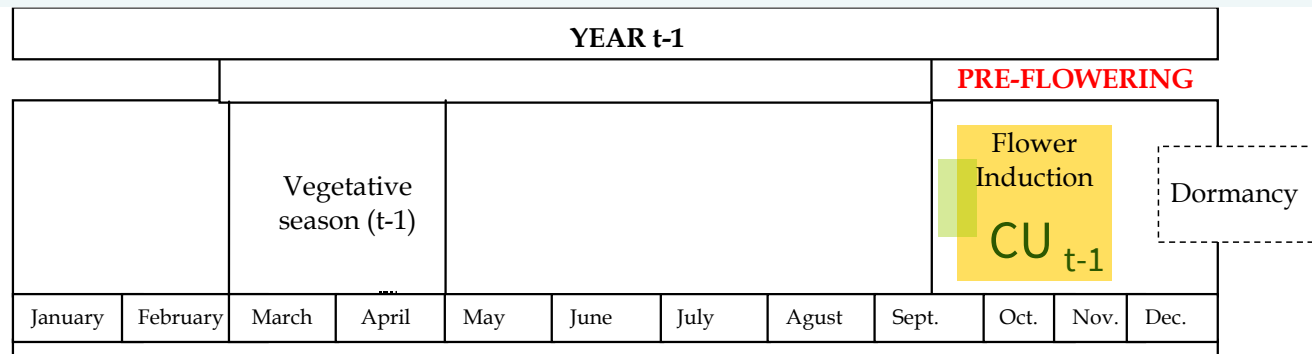 YEAR t-1
PRE-FLOWERING
Flower
Induction
Vegetative
season (t-1)
CU t-1
Dormancy
January February March April May June July Agust Sept. Oct. Nov. Dec.